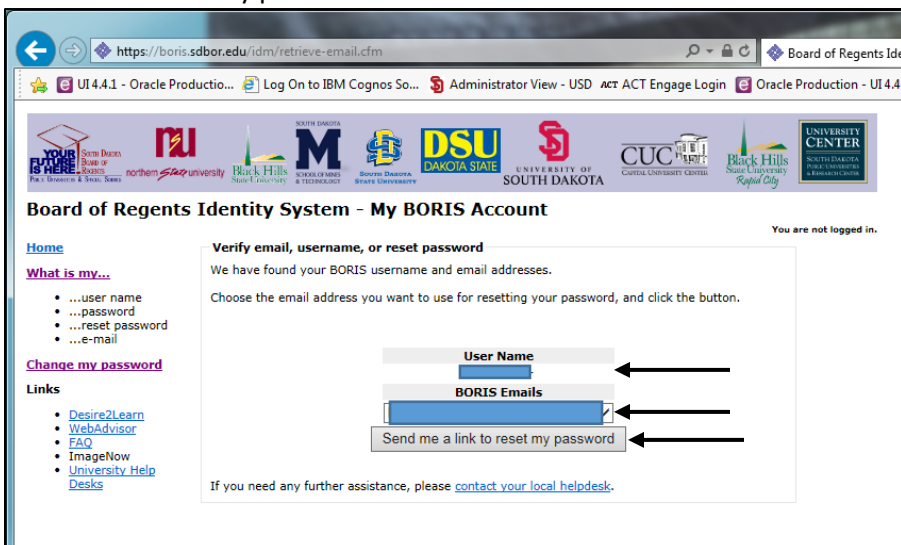 https://boris.sdbor.edu/idm/retrieve-email.cfm
Board of Regents Ide
UI 4.4.1 - Oracle Productio... Log On to IBM Cognos So... Administrator View - USD ACT ACT Engage Login Oracle Production - UI 4.4
YOUR FUTURE IS HERE. South Dakota Board of Regents
northern State university
Black Hills State University
SOUTH DAKOTA M SCHOOL OF MINES & TECHNOLOGY
South Dakota State University
DSU DAKOTA STATE
UNIVERSITY OF SOUTH DAKOTA
CUC CAPITAL UNIVERSITY CENTER
Black Hills State University Rapid City
UNIVERSITY CENTER SOUTH DAKOTA
Board of Regents Identity System - My BORIS Account
You are not logged in.
Home
What is my...
• ...user name
• ...password
• ...reset password
• ...e-mail
Change my password
Links
• Desire2Learn
• WebAdvisor
• FAQ
• ImageNow
• University Help Desks
Verify email, username, or reset password
We have found your BORIS username and email addresses.
Choose the email address you want to use for resetting your password, and click the button.
User Name
BORIS Emails
Send me a link to reset my password
If you need any further assistance, please contact your local helpdesk.